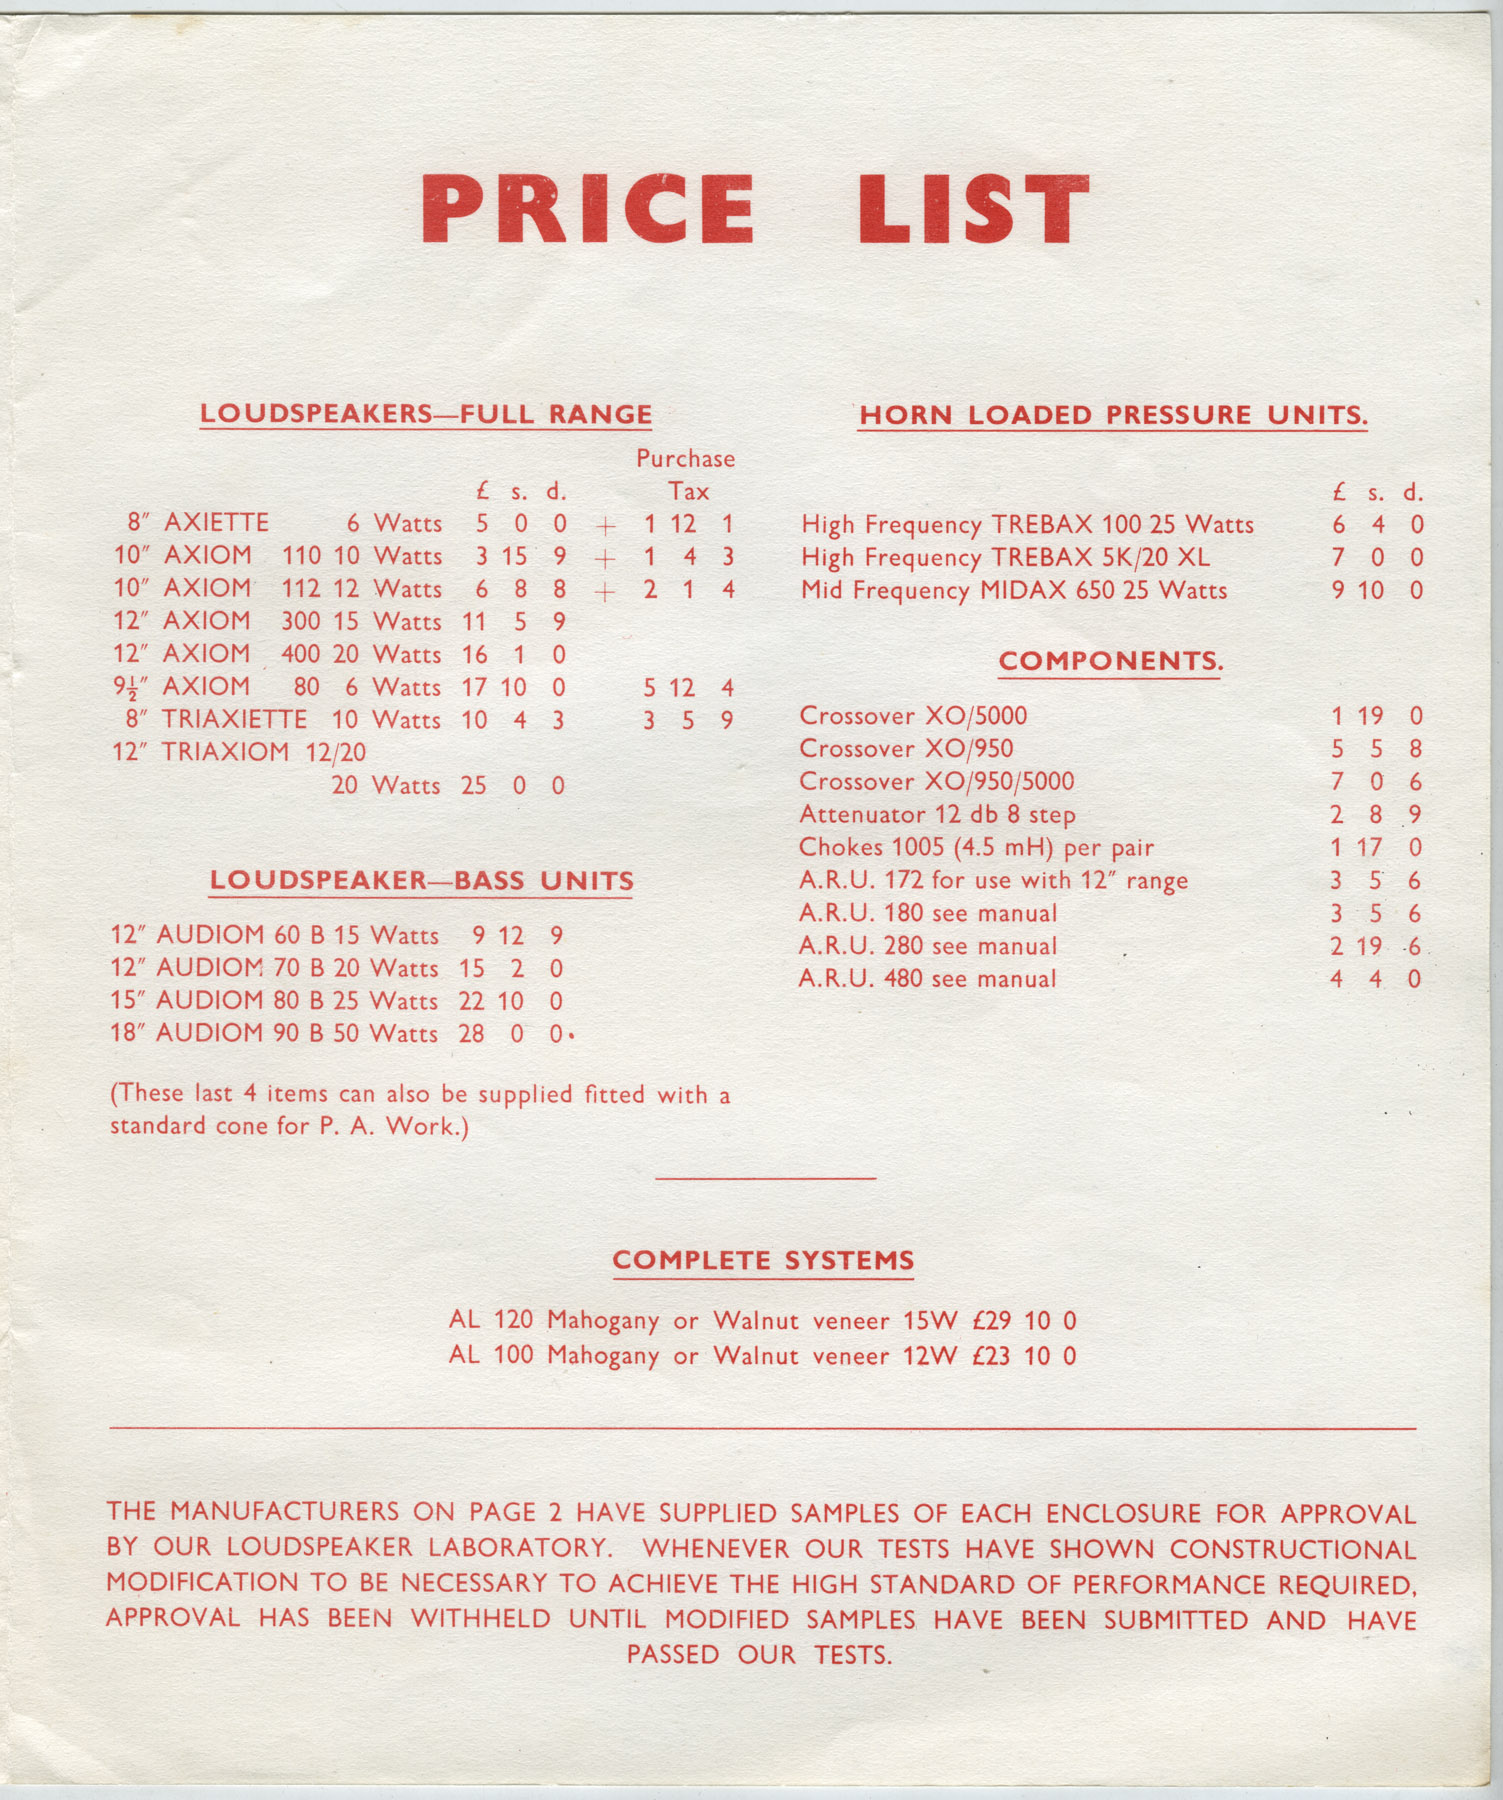 PRICE LIST
LOUDSPEAKERS—FULL RANGE
Purchase
£ s. d. Tax
8″ AXIETTE 6 Watts 5 0 0 + 1 12 1
10″ AXIOM 110 10 Watts 3 15 9 + 1 4 3
10″ AXIOM 112 12 Watts 6 8 8 + 2 1 4
12″ AXIOM 300 15 Watts 11 5 9
12″ AXIOM 400 20 Watts 16 1 0
9½″ AXIOM 80 6 Watts 17 10 0 5 12 4
8″ TRIAXIETTE 10 Watts 10 4 3 3 5 9
12″ TRIAXIOM 12/20
20 Watts 25 0 0
LOUDSPEAKER—BASS UNITS
12″ AUDIOM 60 B 15 Watts 9 12 9
12″ AUDIOM 70 B 20 Watts 15 2 0
15″ AUDIOM 80 B 25 Watts 22 10 0
18″ AUDIOM 90 B 50 Watts 28 0 0.
(These last 4 items can also be supplied fitted with a
standard cone for P. A. Work.)
HORN LOADED PRESSURE UNITS.
£ s. d.
High Frequency TREBAX 100 25 Watts 6 4 0
High Frequency TREBAX 5K/20 XL 7 0 0
Mid Frequency MIDAX 650 25 Watts 9 10 0
COMPONENTS.
Crossover XO/5000 1 19 0
Crossover XO/950 5 5 8
Crossover XO/950/5000 7 0 6
Attenuator 12 db 8 step 2 8 9
Chokes 1005 (4.5 mH) per pair 1 17 0
A.R.U. 172 for use with 12″ range 3 5 6
A.R.U. 180 see manual 3 5 6
A.R.U. 280 see manual 2 19 6
A.R.U. 480 see manual 4 4 0
COMPLETE SYSTEMS
AL 120 Mahogany or Walnut veneer 15W £29 10 0
AL 100 Mahogany or Walnut veneer 12W £23 10 0
THE MANUFACTURERS ON PAGE 2 HAVE SUPPLIED SAMPLES OF EACH ENCLOSURE FOR APPROVAL
BY OUR LOUDSPEAKER LABORATORY. WHENEVER OUR TESTS HAVE SHOWN CONSTRUCTIONAL
MODIFICATION TO BE NECESSARY TO ACHIEVE THE HIGH STANDARD OF PERFORMANCE REQUIRED,
APPROVAL HAS BEEN WITHHELD UNTIL MODIFIED SAMPLES HAVE BEEN SUBMITTED AND HAVE
PASSED OUR TESTS.